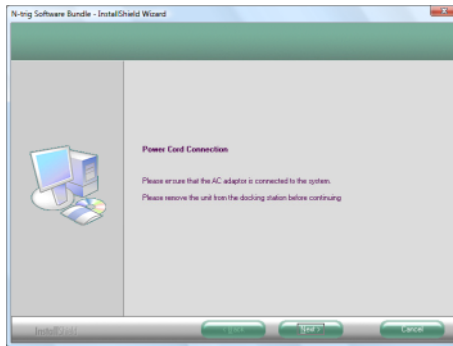 N-trig Software Bundle - InstallShield Wizard
Power Cord Connection
Please ensure that the AC adaptor is connected to the system.
Please remove the unit from the docking station before continuing
InstallShield
< Back
Next >
Cancel